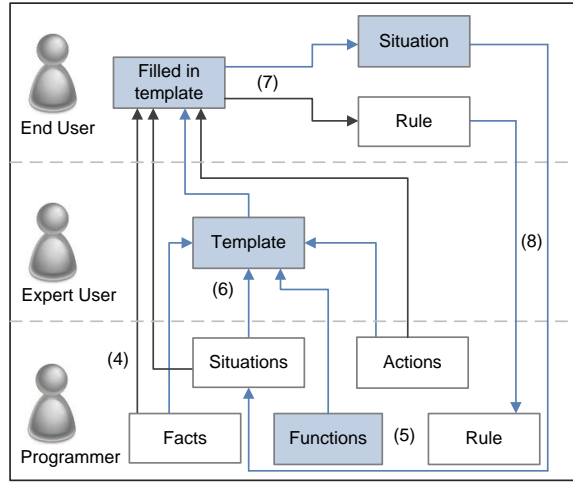 Situation
Filled in
template
(7)
End User
Rule
Template
(8)
(6)
Expert User
(4)
Situations
Actions
Facts
Functions
(5)
Rule
Programmer